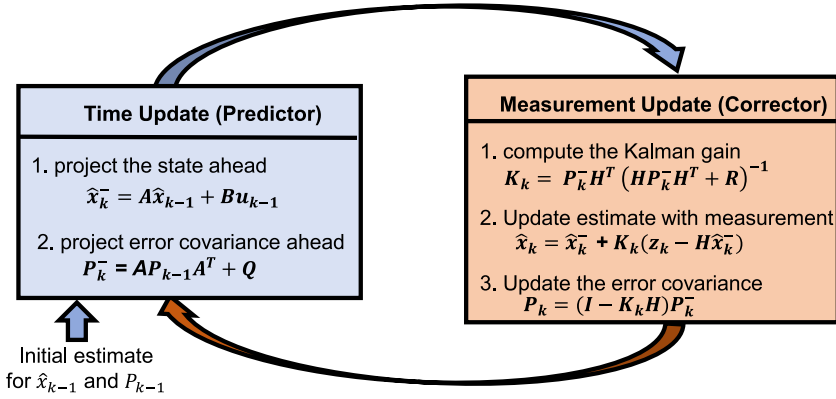 Time Update (Predictor)
1. project the state ahead
x̂ₖ⁻ = Ax̂ₖ₋₁ + Buₖ₋₁
2. project error covariance ahead
Pₖ⁻ = APₖ₋₁Aᵀ + Q
Initial estimate
for x̂ₖ₋₁ and Pₖ₋₁
Measurement Update (Corrector)
1. compute the Kalman gain
Kₖ = Pₖ⁻Hᵀ (HPₖ⁻Hᵀ + R)⁻¹
2. Update estimate with measurement
x̂ₖ = x̂ₖ⁻ + Kₖ(zₖ − Hx̂ₖ⁻)
3. Update the error covariance
Pₖ = (I − KₖH)Pₖ⁻